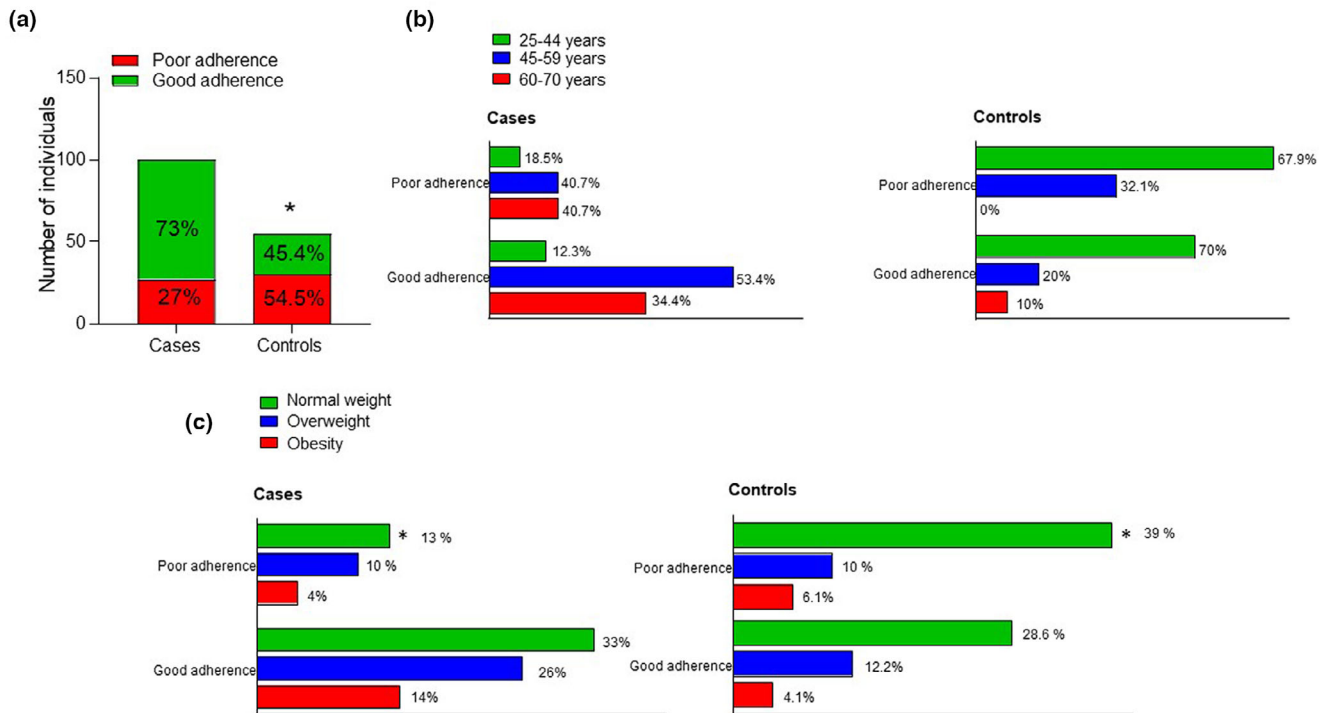 (a)
Poor adherence
Good adherence
Number of individuals
150
100
50
0
73%
27%
*
45.4%
54.5%
Cases
Controls
(b)
25-44 years
45-59 years
60-70 years
Cases
Poor adherence
18.5%
40.7%
40.7%
Good adherence
12.3%
53.4%
34.4%
Controls
Poor adherence
67.9%
32.1%
0%
Good adherence
70%
20%
10%
(c)
Normal weight
Overweight
Obesity
Cases
Poor adherence
* 13 %
10 %
4%
Good adherence
33%
26%
14%
Controls
Poor adherence
* 39 %
10 %
6.1%
Good adherence
28.6 %
12.2%
4.1%